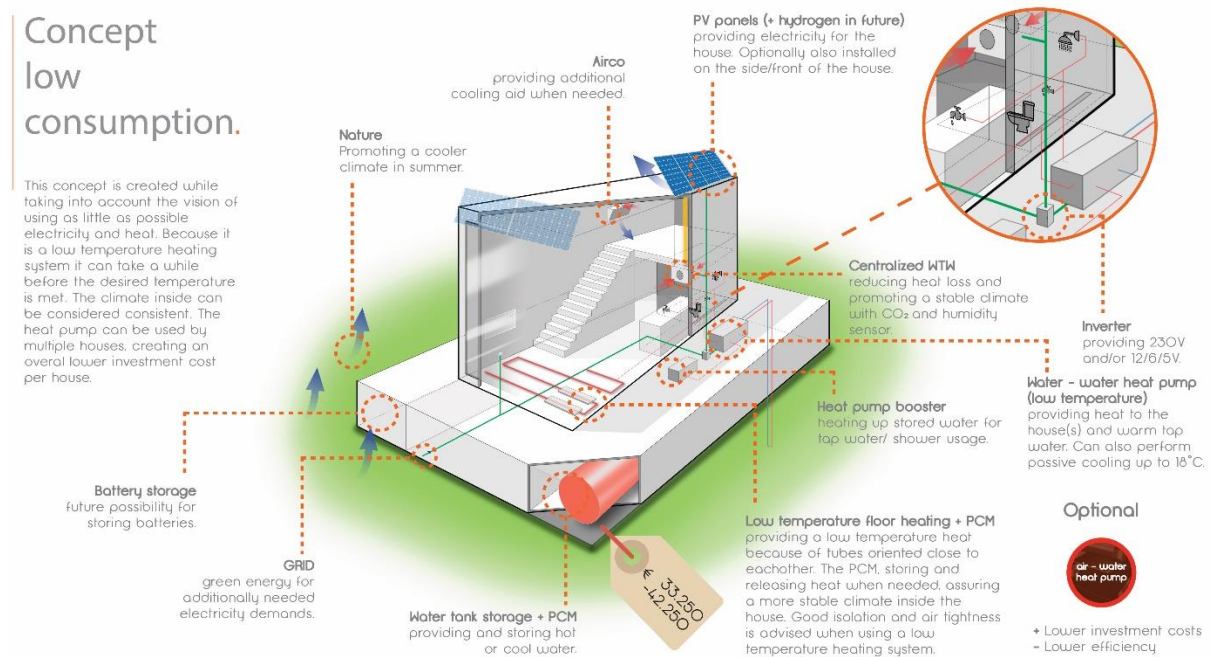 Concept
low
consumption.
This concept is created while
taking into account the vision of
using as little as possible
electricity and heat. Because it
is a low temperature heating
system it can take a while
before the desired temperature
is met. The climate inside can
be considered consistent. The
heat pump can be used by
multiple houses, creating an
overal lower investment cost
per house.
Nature
Promoting a cooler
climate in summer.
Airco
providing additional
cooling aid when needed.
PV panels (+ hydrogen in future)
providing electricity for the
house. Optionally also installed
on the side/front of the house.
Centralized WTW
reducing heat loss and
promoting a stable climate
with CO₂ and humidity
sensor.
Inverter
providing 230V
and/or 12/6/5V.
Water - water heat pump
(low temperature)
providing heat to the
house(s) and warm tap
water. Can also perform
passive cooling up to 18°C.
Heat pump booster
heating up stored water for
tap water/ shower usage.
Battery storage
future possibility for
storing batteries.
GRID
green energy for
additionally needed
electricity demands.
Water tank storage + PCM
providing and storing hot
or cool water.
€ 33.250
-42.250
Low temperature floor heating + PCM
providing a low temperature heat
because of tubes oriented close to
eachother. The PCM, storing and
releasing heat when needed, assuring
a more stable climate inside the
house. Good isolation and air tightness
is advised when using a low
temperature heating system.
Optional
air - water
heat pump
+ Lower investment costs
- Lower efficiency